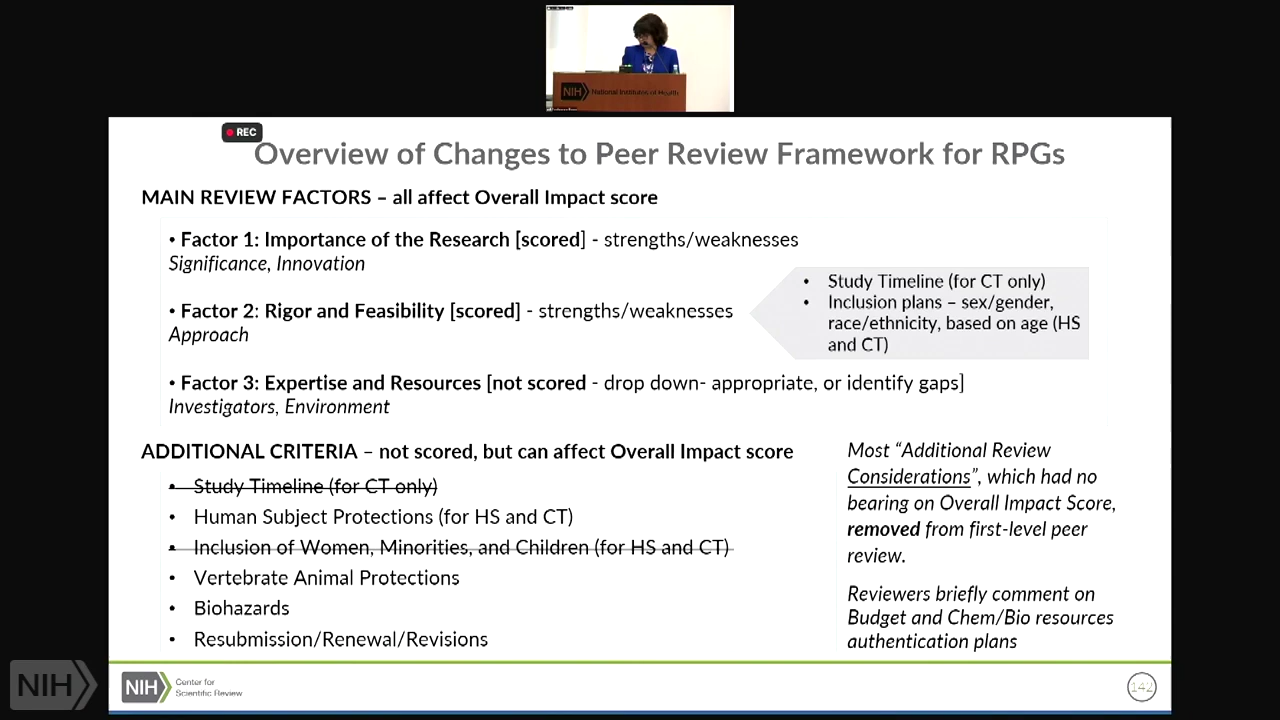 NIH National Institutes of Health
REC
Overview of Changes to Peer Review Framework for RPGs
MAIN REVIEW FACTORS – all affect Overall Impact score
• Factor 1: Importance of the Research [scored] - strengths/weaknesses
Significance, Innovation
• Factor 2: Rigor and Feasibility [scored] - strengths/weaknesses
Approach
• Study Timeline (for CT only)
• Inclusion plans – sex/gender,
race/ethnicity, based on age (HS
and CT)
• Factor 3: Expertise and Resources [not scored - drop down- appropriate, or identify gaps]
Investigators, Environment
ADDITIONAL CRITERIA – not scored, but can affect Overall Impact score
• Study Timeline (for CT only)
• Human Subject Protections (for HS and CT)
• Inclusion of Women, Minorities, and Children (for HS and CT)
• Vertebrate Animal Protections
• Biohazards
• Resubmission/Renewal/Revisions
Most “Additional Review
Considerations”, which had no
bearing on Overall Impact Score,
removed from first-level peer
review.
Reviewers briefly comment on
Budget and Chem/Bio resources
authentication plans
NIH
NIH Center for
Scientific Review
142